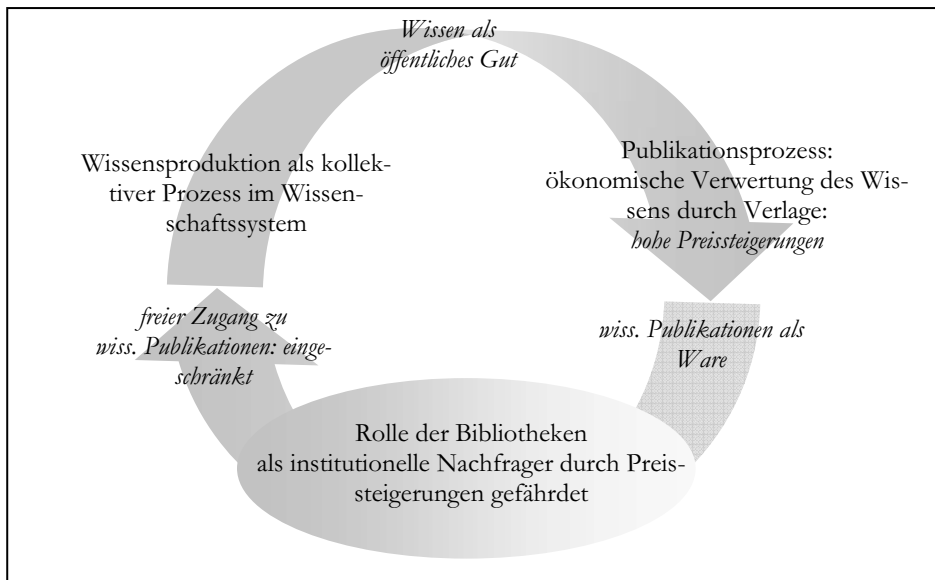 Wissen als
öffentliches Gut
Wissensproduktion als kollek-
tiver Prozess im Wissen-
schaftssystem
Publikationsprozess:
ökonomische Verwertung des Wis-
sens durch Verlage:
hohe Preissteigerungen
freier Zugang zu
wiss. Publikationen: einge-
schränkt
wiss. Publikationen als
Ware
Rolle der Bibliotheken
als institutionelle Nachfrager durch Preis-
steigerungen gefährdet